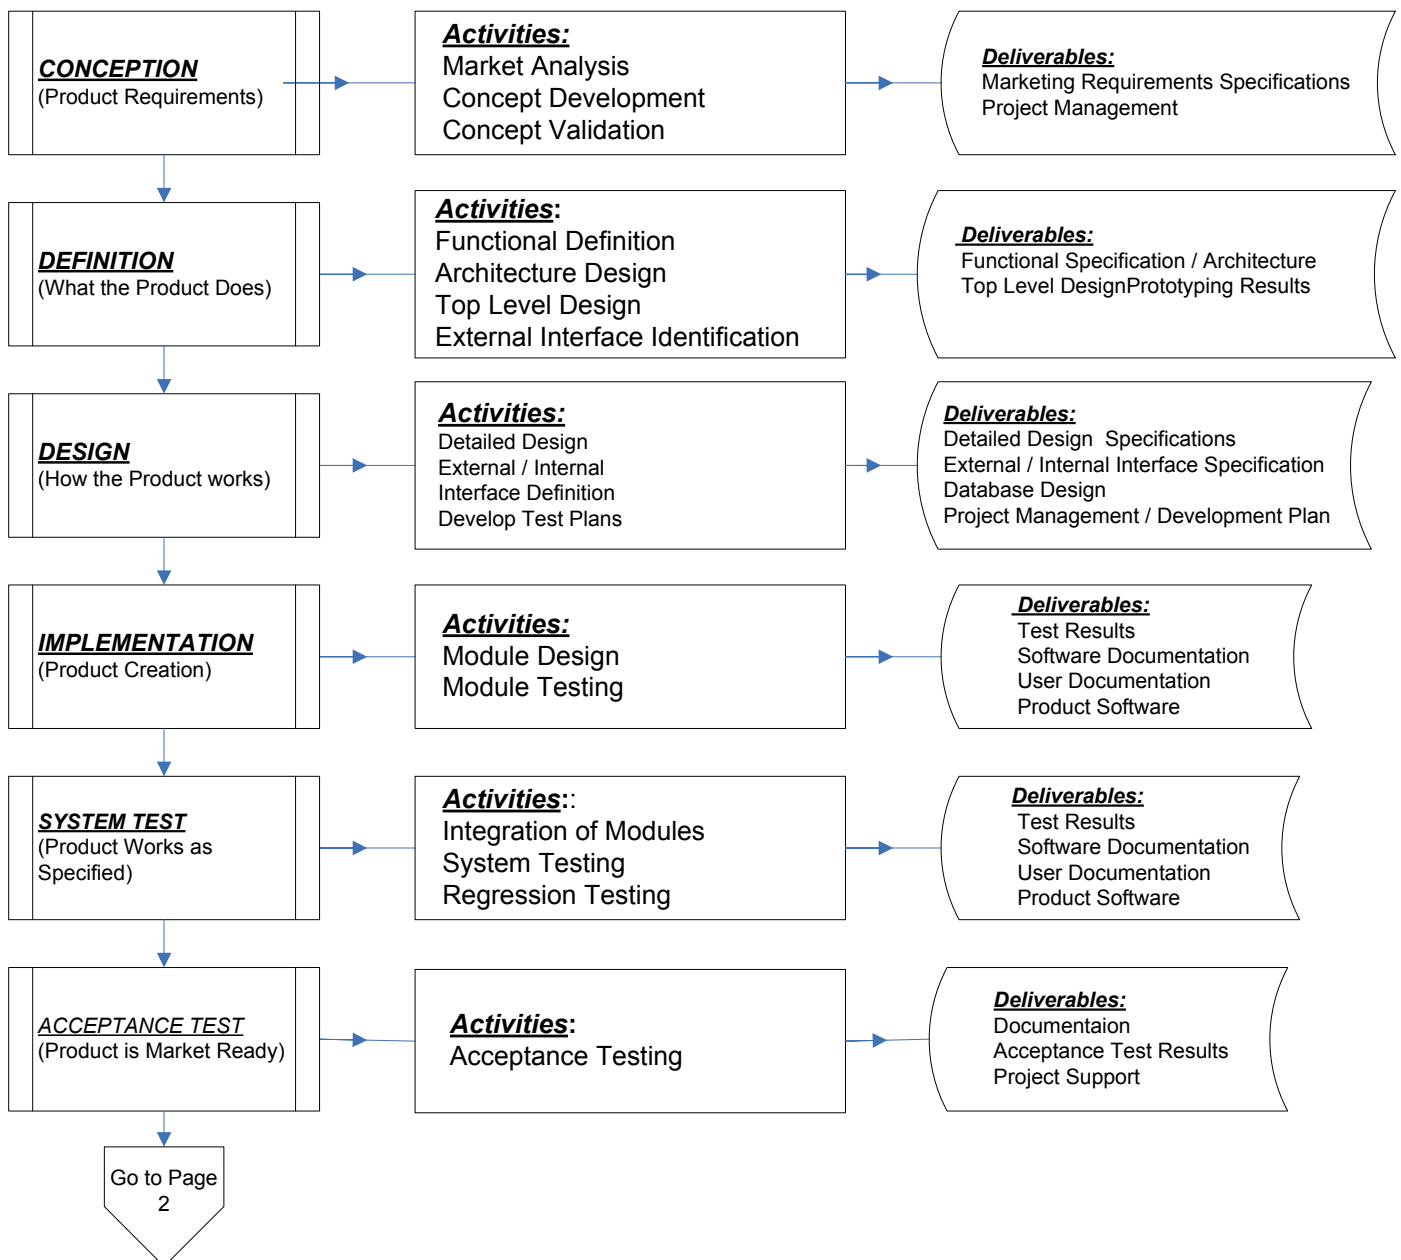 CONCEPTION
(Product Requirements)
Activities:
Market Analysis
Concept Development
Concept Validation
Deliverables:
Marketing Requirements Specifications
Project Management
DEFINITION
(What the Product Does)
Activities:
Functional Definition
Architecture Design
Top Level Design
External Interface Identification
Deliverables:
Functional Specification / Architecture
Top Level DesignPrototyping Results
DESIGN
(How the Product works)
Activities:
Detailed Design
External / Internal
Interface Definition
Develop Test Plans
Deliverables:
Detailed Design  Specifications
External / Internal Interface Specification
Database Design
Project Management / Development Plan
IMPLEMENTATION
(Product Creation)
Activities:
Module Design
Module Testing
Deliverables:
Test Results
Software Documentation
User Documentation
Product Software
SYSTEM TEST
(Product Works as
Specified)
Activities::
Integration of Modules
System Testing
Regression Testing
Deliverables:
Test Results
Software Documentation
User Documentation
Product Software
ACCEPTANCE TEST
(Product is Market Ready)
Activities:
Acceptance Testing
Deliverables:
Documentaion
Acceptance Test Results
Project Support
Go to Page
2